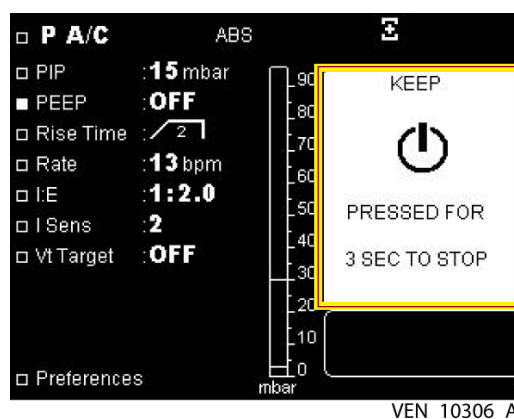 P A/C ABS
PIP :15 mbar
PEEP :OFF
Rise Time : 2
Rate :13 bpm
I:E :1:2.0
I Sens :2
Vt Target :OFF
Preferences
90
80
70
60
50
40
30
20
10
0
mbar
KEEP
PRESSED FOR
3 SEC TO STOP
VEN_10306_A